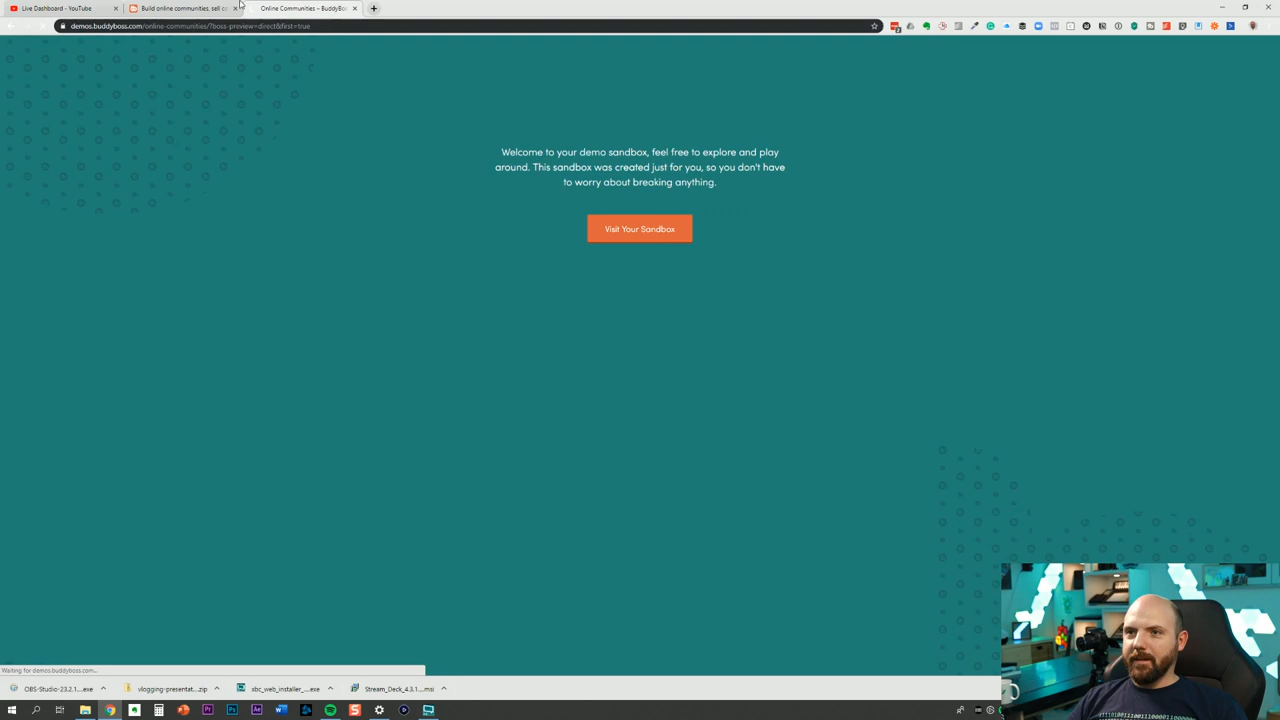 Live Dashboard - YouTube
Build online communities, sell co
Online Communities – BuddyBos
demos.buddyboss.com/online-communities/?boss-preview=direct&first=true
Welcome to your demo sandbox, feel free to explore and play
around. This sandbox was created just for you, so you don't have
to worry about breaking anything.
Visit Your Sandbox
Waiting for demos.buddyboss.com...
OBS-Studio-23.2.1....exe
vlogging-presentat....zip
sbc_web_installer_....exe
Stream_Deck_4.3.1....msi